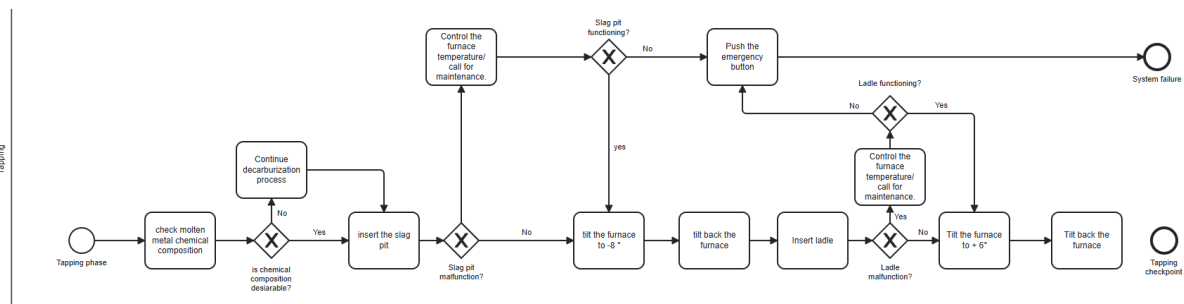 Tapping
Tapping phase
check molten
metal chemical
composition
is chemical
composition
desiarable?
No
Yes
Continue
decarburization
process
insert the slag
pit
Slag pit
malfunction?
No
Control the
furnace
temperature/
call for
maintenance.
Slag pit
functioning?
No
yes
Push the
emergency
button
System failure
tilt the furnace
to -8 °
tilt back the
furnace
Insert ladle
Ladle
malfunction?
Yes
No
Control the
furnace
temperature/
call for
maintenance.
Ladle functioning?
No
Yes
Tilt the furnace
to + 6°
Tilt back the
furnace
Tapping
checkpoint